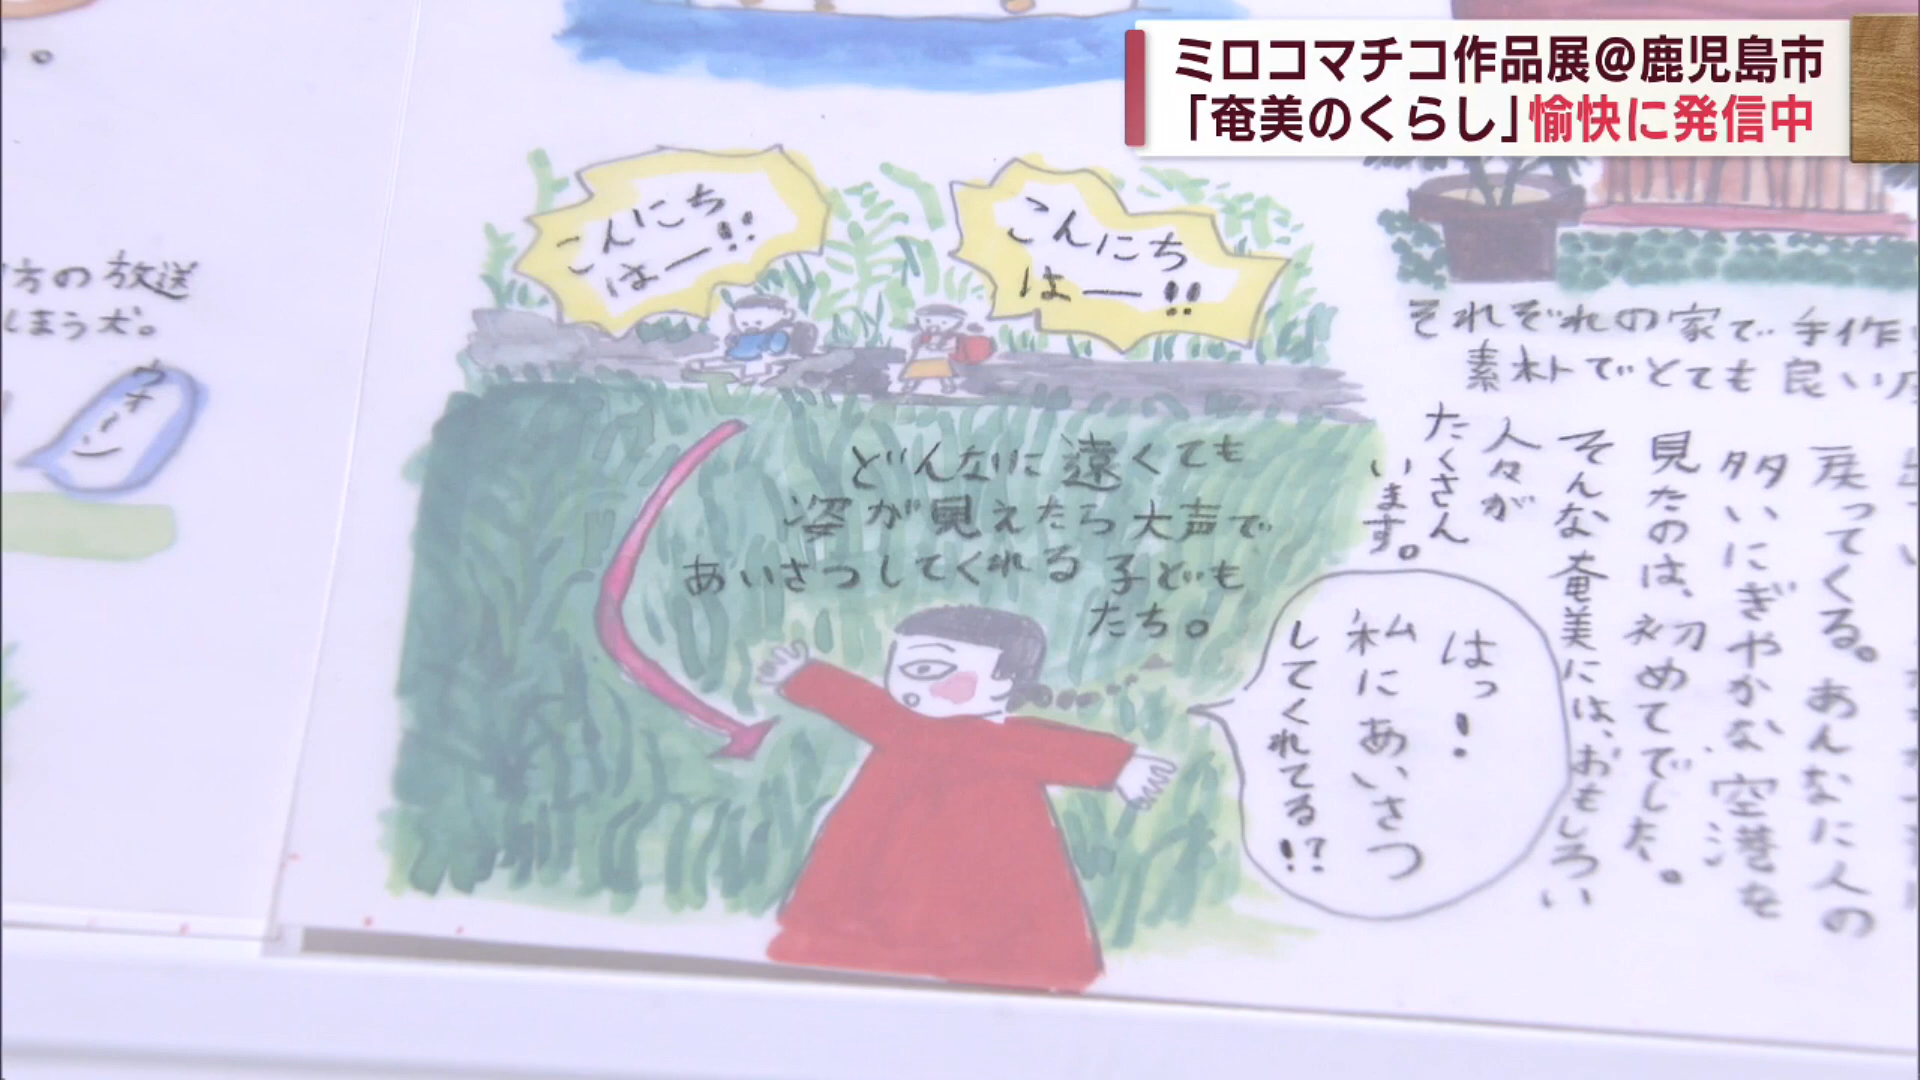 ミロコマチコ作品展@鹿児島市
「奄美のくらし」愉快に発信中
方の放送
しまう犬。
ウオーン
こんにち
はー!!
こんにち
はー!!
どんなに遠くても
姿が見えたら大声で
あいさつしてくれる子ども
たち。
はっ!
私にあいさつ
してくれてる!?
それぞれの家で手作り
素朴でとても良い
戻ってくる。あんなに人の
多いにぎやかな空港を
見たのは、初めてでした。
そんな奄美には、おもしろい
人々が
たくさん
います。